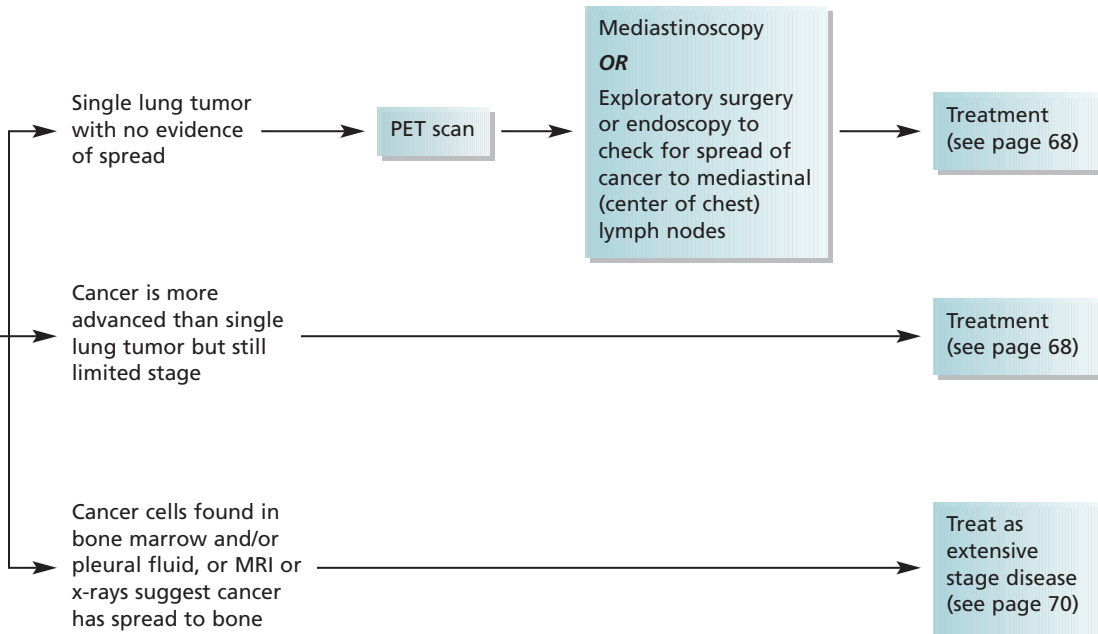 Single lung tumor
with no evidence
of spread
PET scan
Mediastinoscopy
OR
Exploratory surgery
or endoscopy to
check for spread of
cancer to mediastinal
(center of chest)
lymph nodes
Treatment
(see page 68)
Cancer is more
advanced than single
lung tumor but still
limited stage
Treatment
(see page 68)
Cancer cells found in
bone marrow and/or
pleural fluid, or MRI or
x-rays suggest cancer
has spread to bone
Treat as
extensive
stage disease
(see page 70)